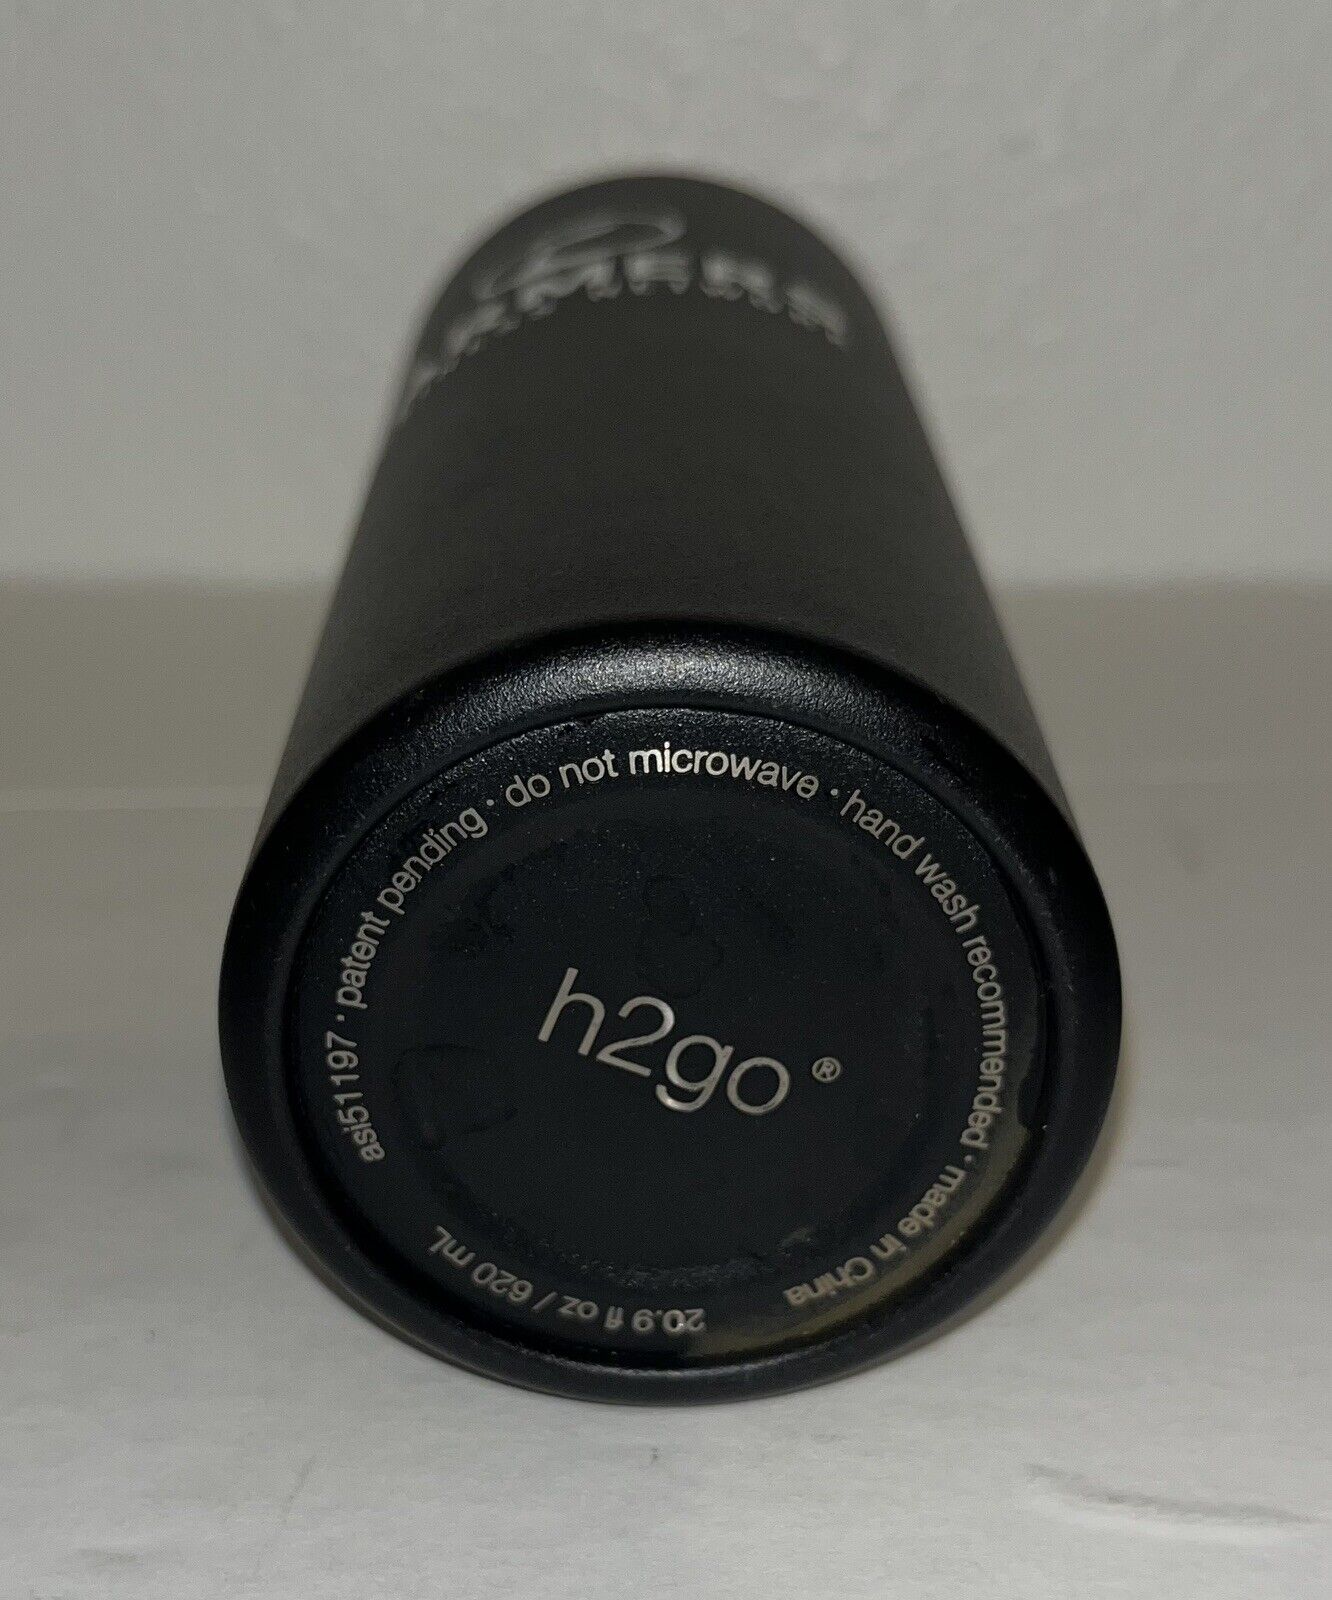 asi51197 · patent pending · do not microwave · hand wash recommended · made in China
h2go®
20.9 fl oz / 620 mL